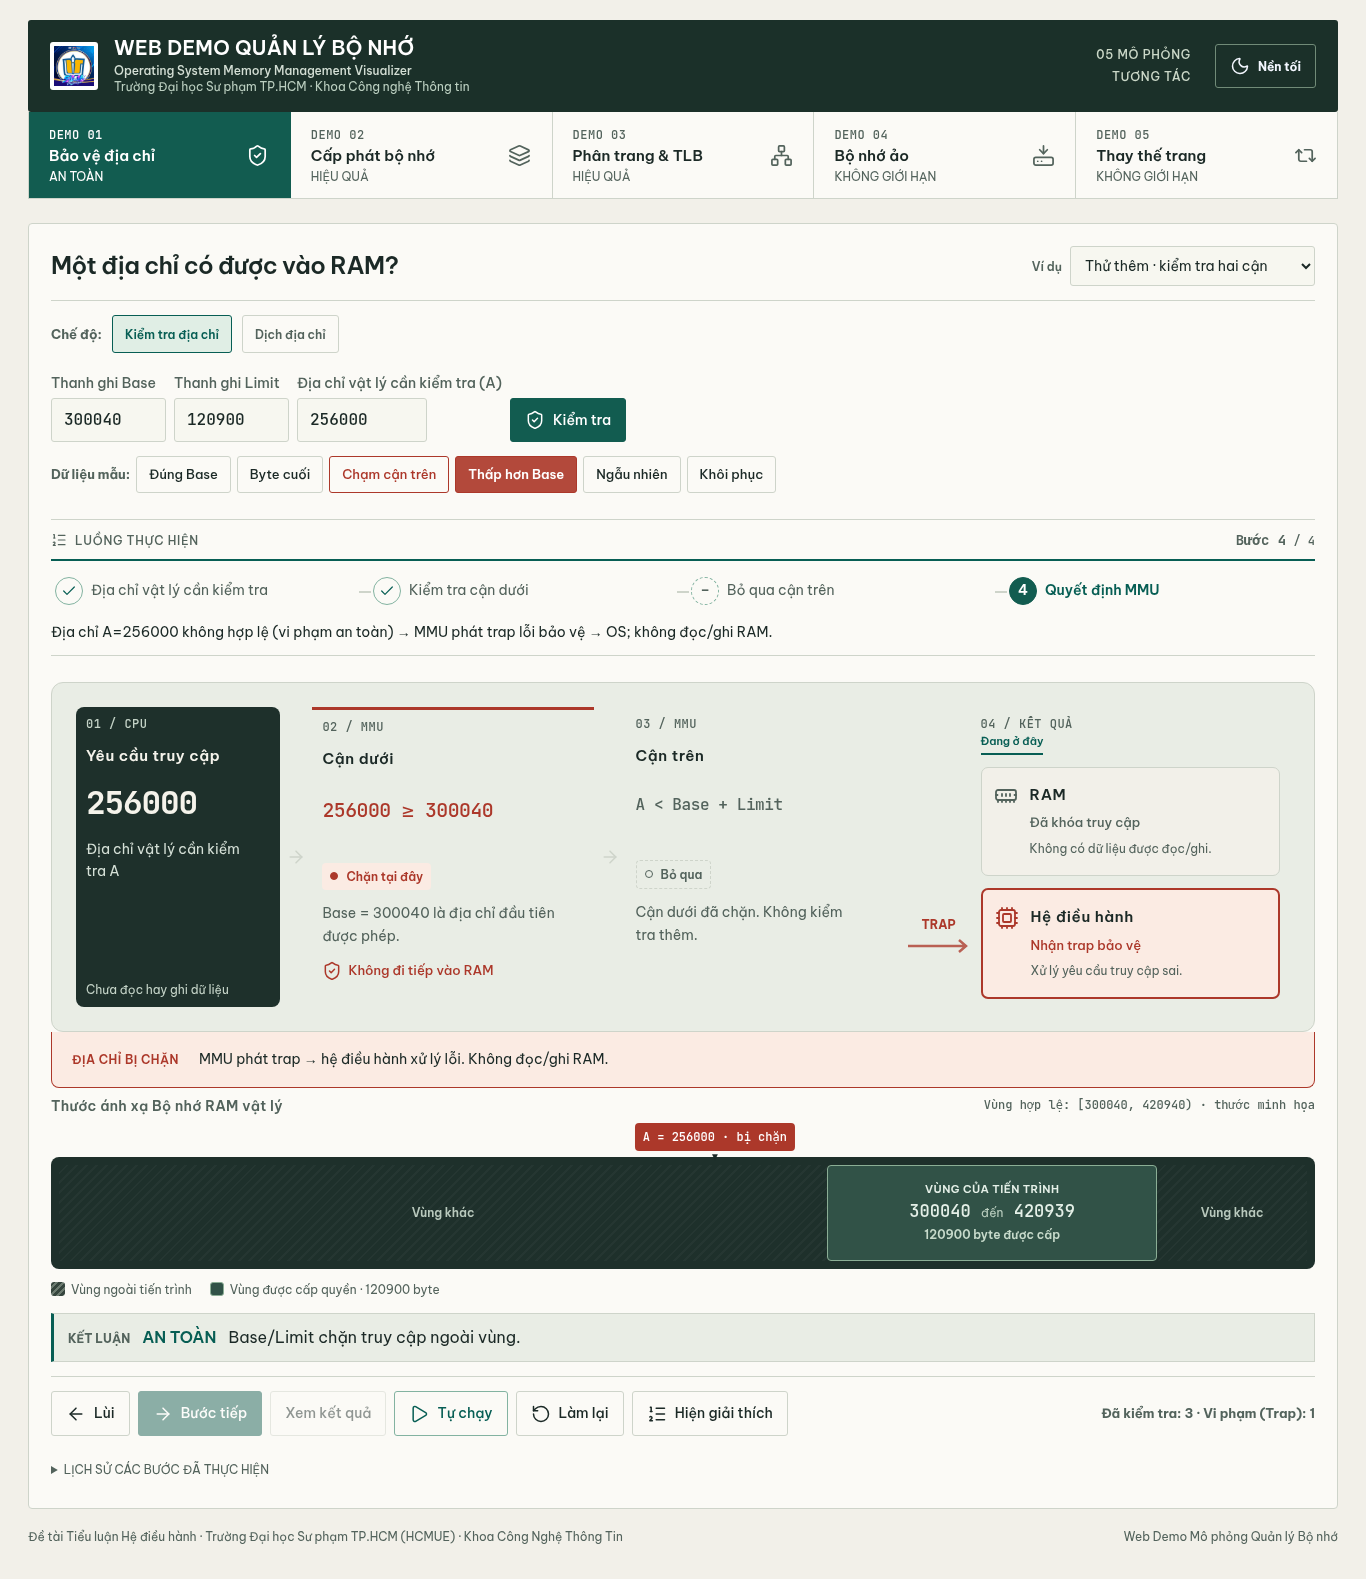 WEB DEMO QUẢN LÝ BỘ NHỚ
Operating System Memory Management Visualizer
Trường Đại học Sư phạm TP.HCM · Khoa Công nghệ Thông tin
05 MÔ PHỎNG
TƯƠNG TÁC
Nền tối
DEMO 01
Bảo vệ địa chỉ
AN TOÀN
DEMO 02
Cấp phát bộ nhớ
HIỆU QUẢ
DEMO 03
Phân trang & TLB
HIỆU QUẢ
DEMO 04
Bộ nhớ ảo
KHÔNG GIỚI HẠN
DEMO 05
Thay thế trang
KHÔNG GIỚI HẠN
Một địa chỉ có được vào RAM?
Ví dụ
Thử thêm · kiểm tra hai cận
Chế độ:
Kiểm tra địa chỉ
Dịch địa chỉ
Thanh ghi Base
Thanh ghi Limit
Địa chỉ vật lý cần kiểm tra (A)
300040
120900
256000
Kiểm tra
Dữ liệu mẫu:
Đúng Base
Byte cuối
Chạm cận trên
Thấp hơn Base
Ngẫu nhiên
Khôi phục
LUỒNG THỰC HIỆN
Bước 4 / 4
Địa chỉ vật lý cần kiểm tra
Kiểm tra cận dưới
– Bỏ qua cận trên
4 Quyết định MMU
Địa chỉ A=256000 không hợp lệ (vi phạm an toàn) → MMU phát trap lỗi bảo vệ → OS; không đọc/ghi RAM.
01 / CPU
Yêu cầu truy cập
256000
Địa chỉ vật lý cần kiểm
tra A
Chưa đọc hay ghi dữ liệu
02 / MMU
Cận dưới
256000 ≥ 300040
Chặn tại đây
Base = 300040 là địa chỉ đầu tiên
được phép.
Không đi tiếp vào RAM
03 / MMU
Cận trên
A < Base + Limit
Bỏ qua
Cận dưới đã chặn. Không kiểm
tra thêm.
TRAP
04 / KẾT QUẢ
Đang ở đây
RAM
Đã khóa truy cập
Không có dữ liệu được đọc/ghi.
Hệ điều hành
Nhận trap bảo vệ
Xử lý yêu cầu truy cập sai.
ĐỊA CHỈ BỊ CHẶN
MMU phát trap → hệ điều hành xử lý lỗi. Không đọc/ghi RAM.
Thước ánh xạ Bộ nhớ RAM vật lý
Vùng hợp lệ: [300040, 420940) · thước minh họa
A = 256000 · bị chặn
Vùng khác
VÙNG CỦA TIẾN TRÌNH
300040 đến 420939
120900 byte được cấp
Vùng khác
Vùng ngoài tiến trình
Vùng được cấp quyền · 120900 byte
KẾT LUẬN AN TOÀN Base/Limit chặn truy cập ngoài vùng.
Lùi
Bước tiếp
Xem kết quả
Tự chạy
Làm lại
Hiện giải thích
Đã kiểm tra: 3 · Vi phạm (Trap): 1
LỊCH SỬ CÁC BƯỚC ĐÃ THỰC HIỆN
Đề tài Tiểu luận Hệ điều hành · Trường Đại học Sư phạm TP.HCM (HCMUE) · Khoa Công Nghệ Thông Tin
Web Demo Mô phỏng Quản lý Bộ nhớ